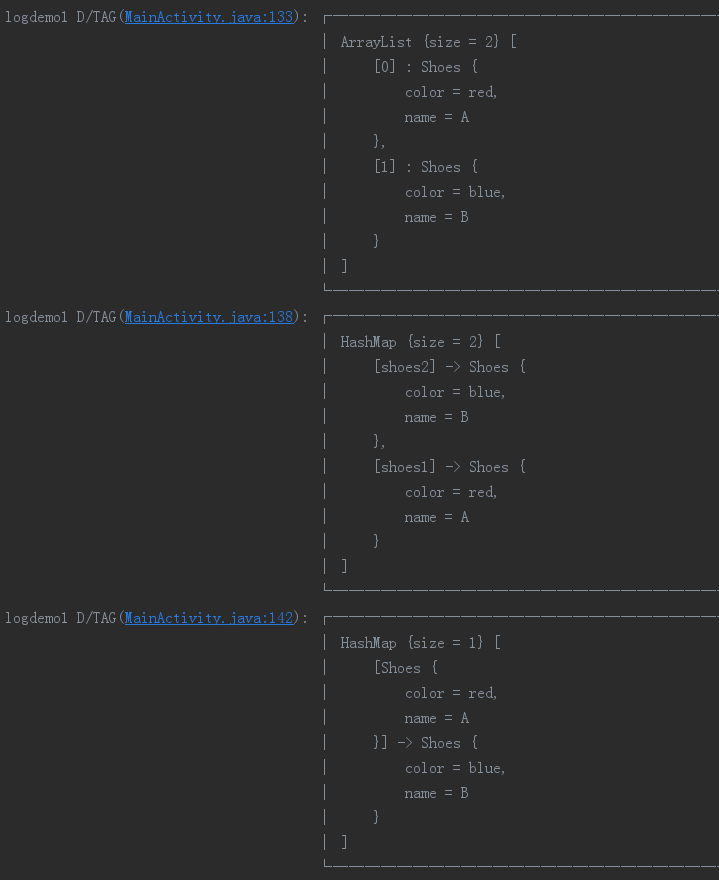 logdemo1 D/TAG(MainActivity.java:133):
ArrayList {size = 2} [
[0] : Shoes {
color = red,
name = A
},
[1] : Shoes {
color = blue,
name = B
}
]
logdemo1 D/TAG(MainActivity.java:138):
HashMap {size = 2} [
[shoes2] -> Shoes {
color = blue,
name = B
},
[shoes1] -> Shoes {
color = red,
name = A
}
]
logdemo1 D/TAG(MainActivity.java:142):
HashMap {size = 1} [
[Shoes {
color = red,
name = A
}] -> Shoes {
color = blue,
name = B
}
]